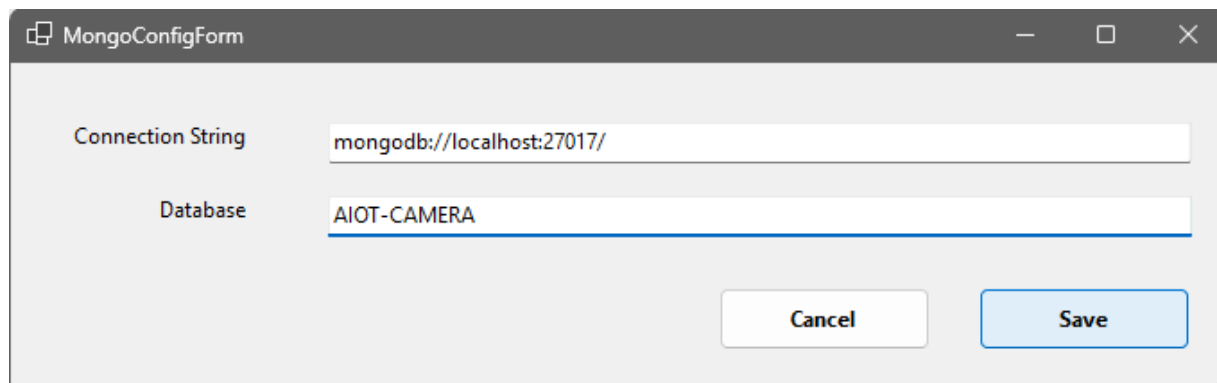 MongoConfigForm
Connection String mongodb://localhost:27017/
Database AIOT-CAMERA
Cancel Save